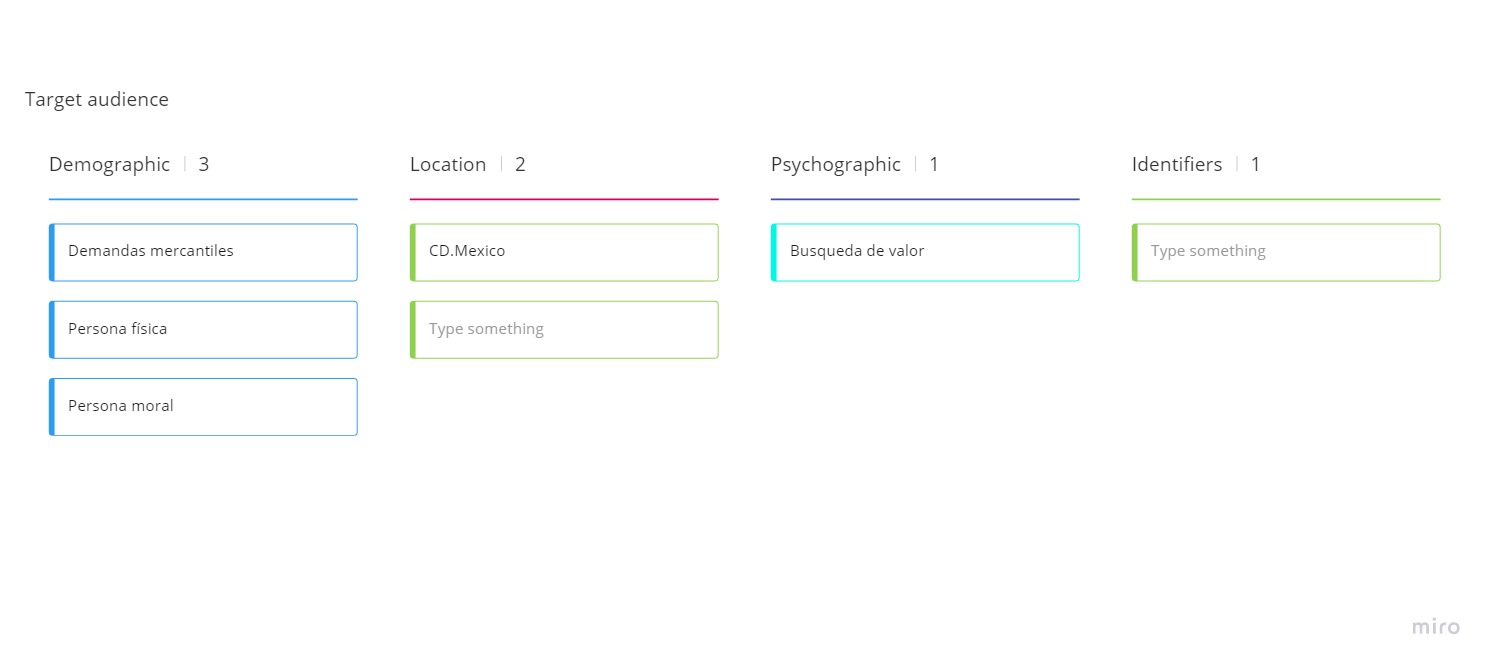 Target audience
Demographic | 3
Location | 2
Psychographic | 1
Identifiers | 1
Demandas mercantiles
CD.Mexico
Busqueda de valor
Type something
Persona física
Type something
Persona moral
miro